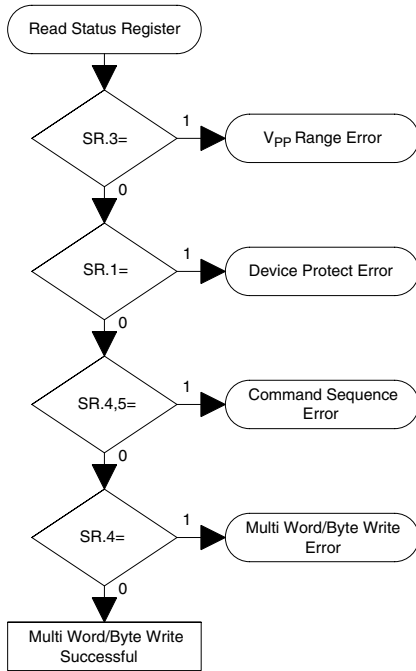 Read Status Register
SR.3=
1
VPP Range Error
0
SR.1=
1
Device Protect Error
0
SR.4,5=
1
Command Sequence
Error
0
SR.4=
1
Multi Word/Byte Write
Error
0
Multi Word/Byte Write
Successful